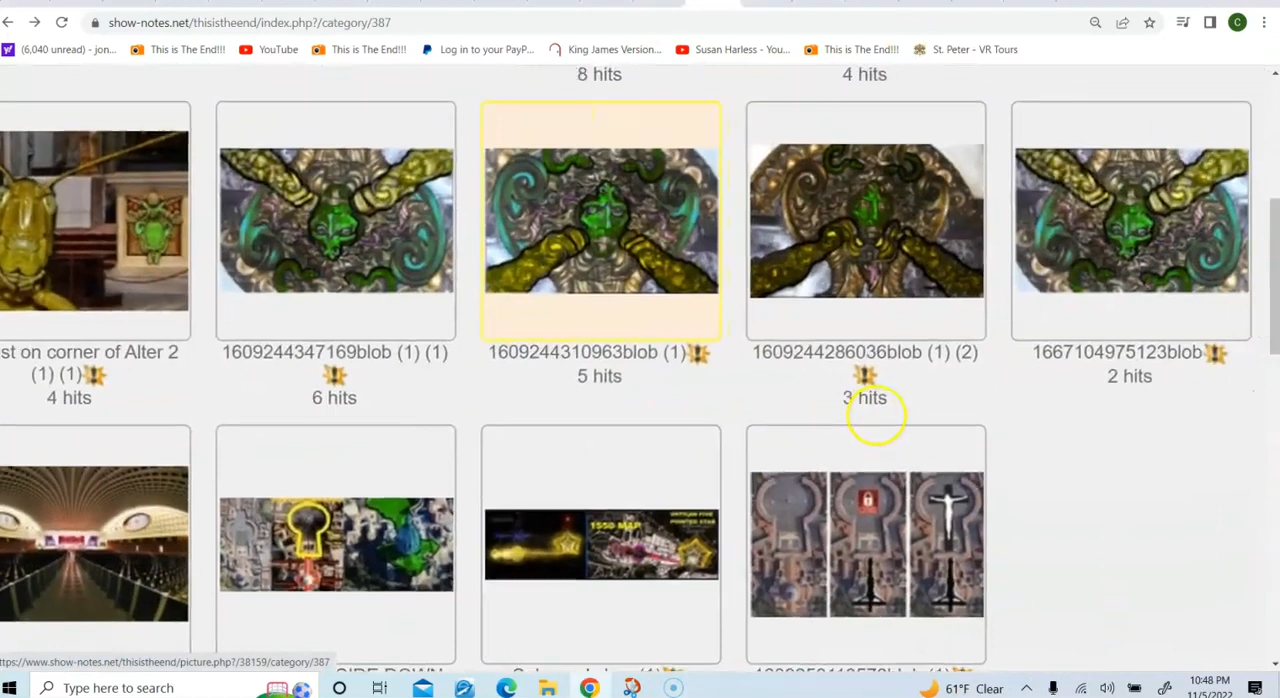 show-notes.net/thisistheend/index.php?/category/387
C
(6,040 unread) - jon...
This is The End!!!
YouTube
This is The End!!!
Log in to your PayP...
King James Version...
Susan Harless - You...
This is The End!!!
St. Peter - VR Tours
8 hits
4 hits
st on corner of Alter 2
(1) (1)
4 hits
1609244347169blob (1) (1)
6 hits
1609244310963blob (1)
5 hits
1609244286036blob (1) (2)
3 hits
1667104975123blob
2 hits
1550 MAP
ttps://www.show-notes.net/thisistheend/picture.php?/38159/category/387
Type here to search
61°F Clear
10:48 PM
11/5/2022